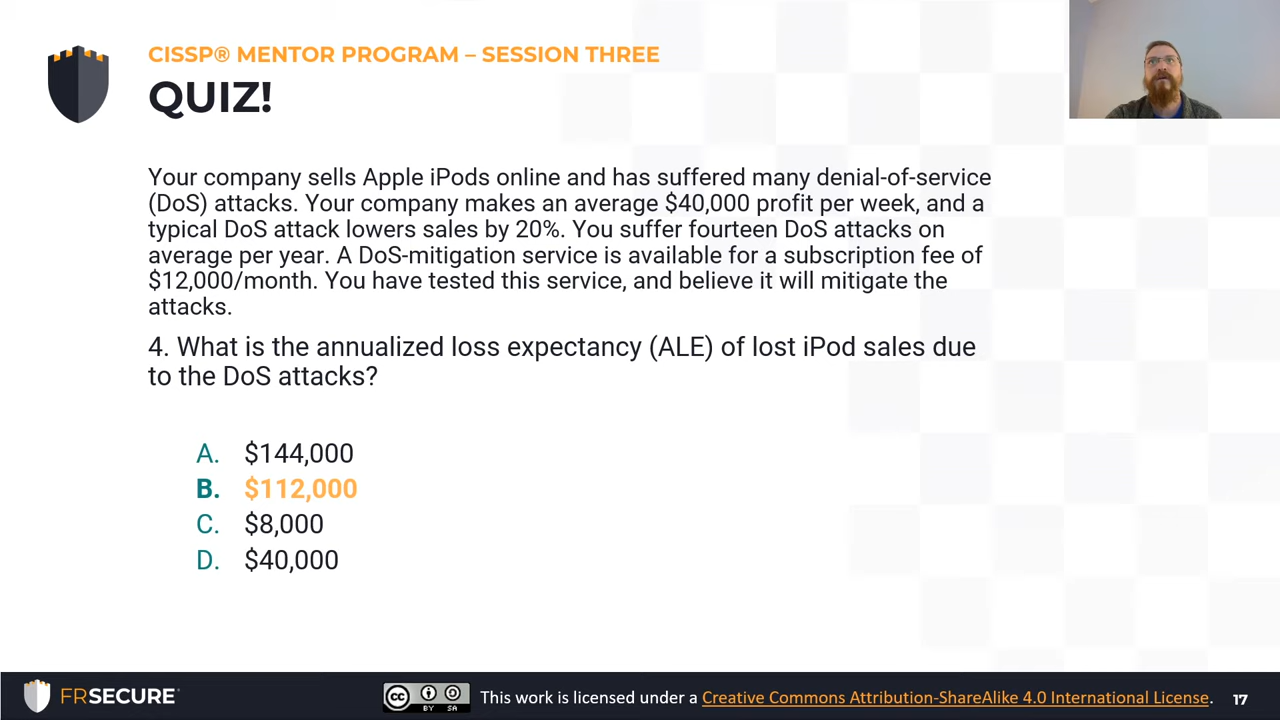 CISSP® MENTOR PROGRAM – SESSION THREE
QUIZ!
Your company sells Apple iPods online and has suffered many denial-of-service
(DoS) attacks. Your company makes an average $40,000 profit per week, and a
typical DoS attack lowers sales by 20%. You suffer fourteen DoS attacks on
average per year. A DoS-mitigation service is available for a subscription fee of
$12,000/month. You have tested this service, and believe it will mitigate the
attacks.
4. What is the annualized loss expectancy (ALE) of lost iPod sales due
to the DoS attacks?
A. $144,000
B. $112,000
C. $8,000
D. $40,000
FRSECURE
cc BY SA
This work is licensed under a Creative Commons Attribution-ShareAlike 4.0 International License.
17